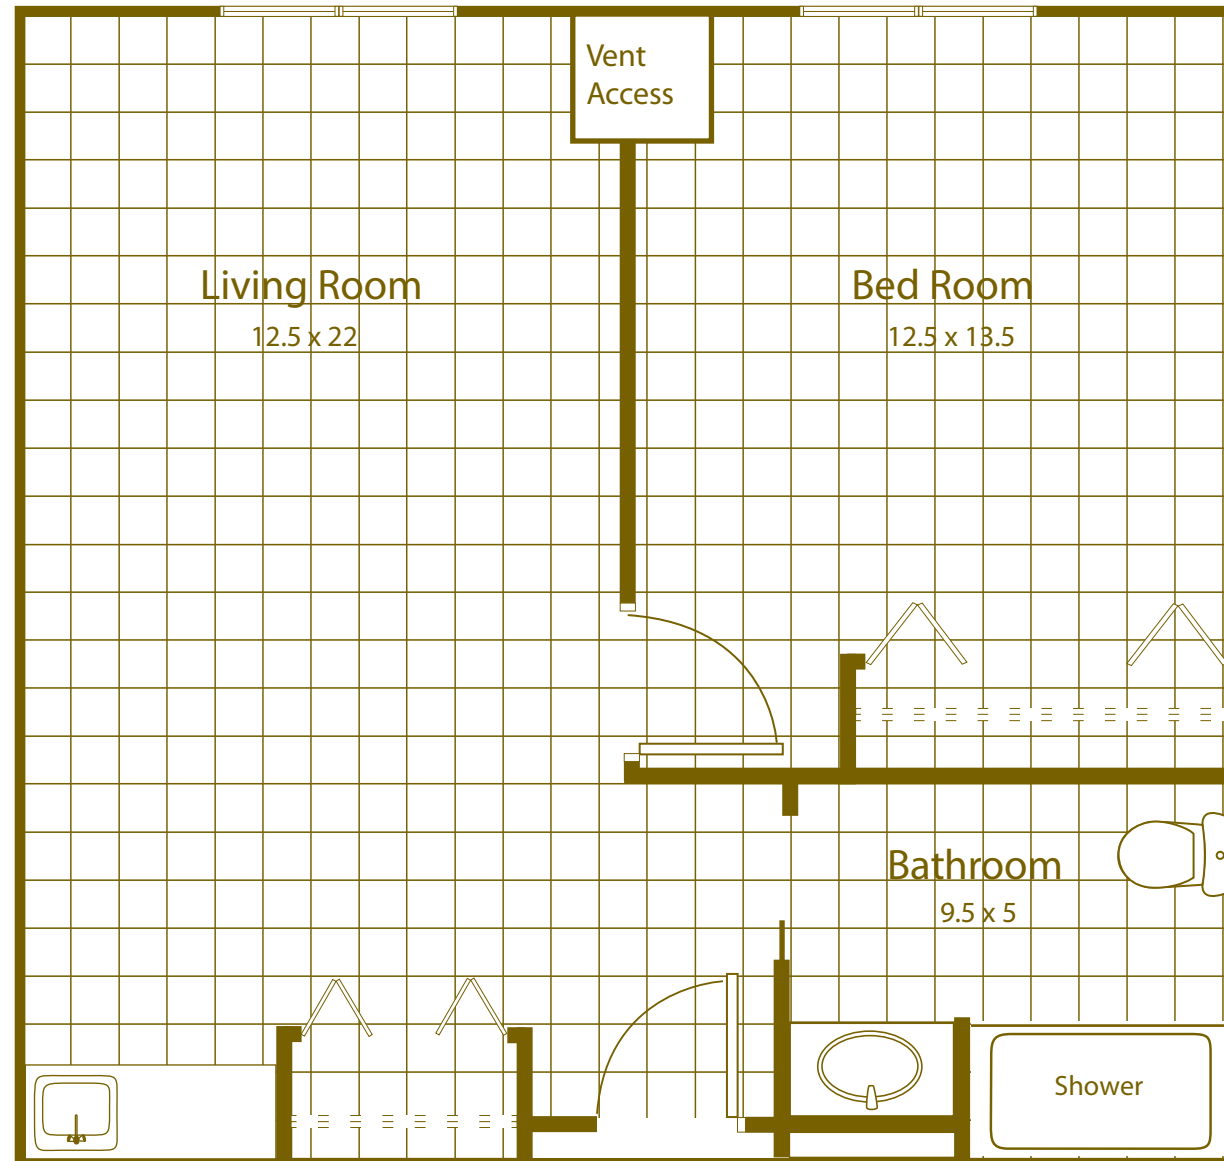 Vent
Access
Living Room
12.5 x 22
Bed Room
12.5 x 13.5
Bathroom
9.5 x 5
Shower